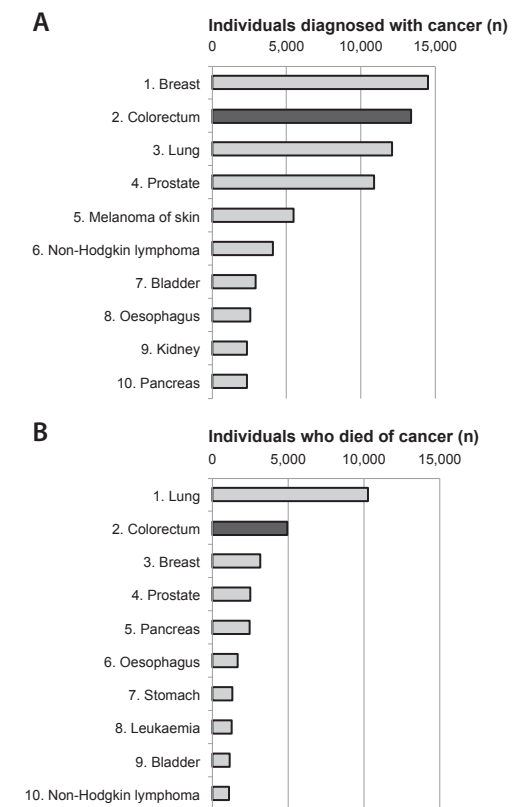 A
Individuals diagnosed with cancer (n)
0 5,000 10,000 15,000
1. Breast
2. Colorectum
3. Lung
4. Prostate
5. Melanoma of skin
6. Non-Hodgkin lymphoma
7. Bladder
8. Oesophagus
9. Kidney
10. Pancreas
B
Individuals who died of cancer (n)
0 5,000 10,000 15,000
1. Lung
2. Colorectum
3. Breast
4. Prostate
5. Pancreas
6. Oesophagus
7. Stomach
8. Leukaemia
9. Bladder
10. Non-Hodgkin lymphoma